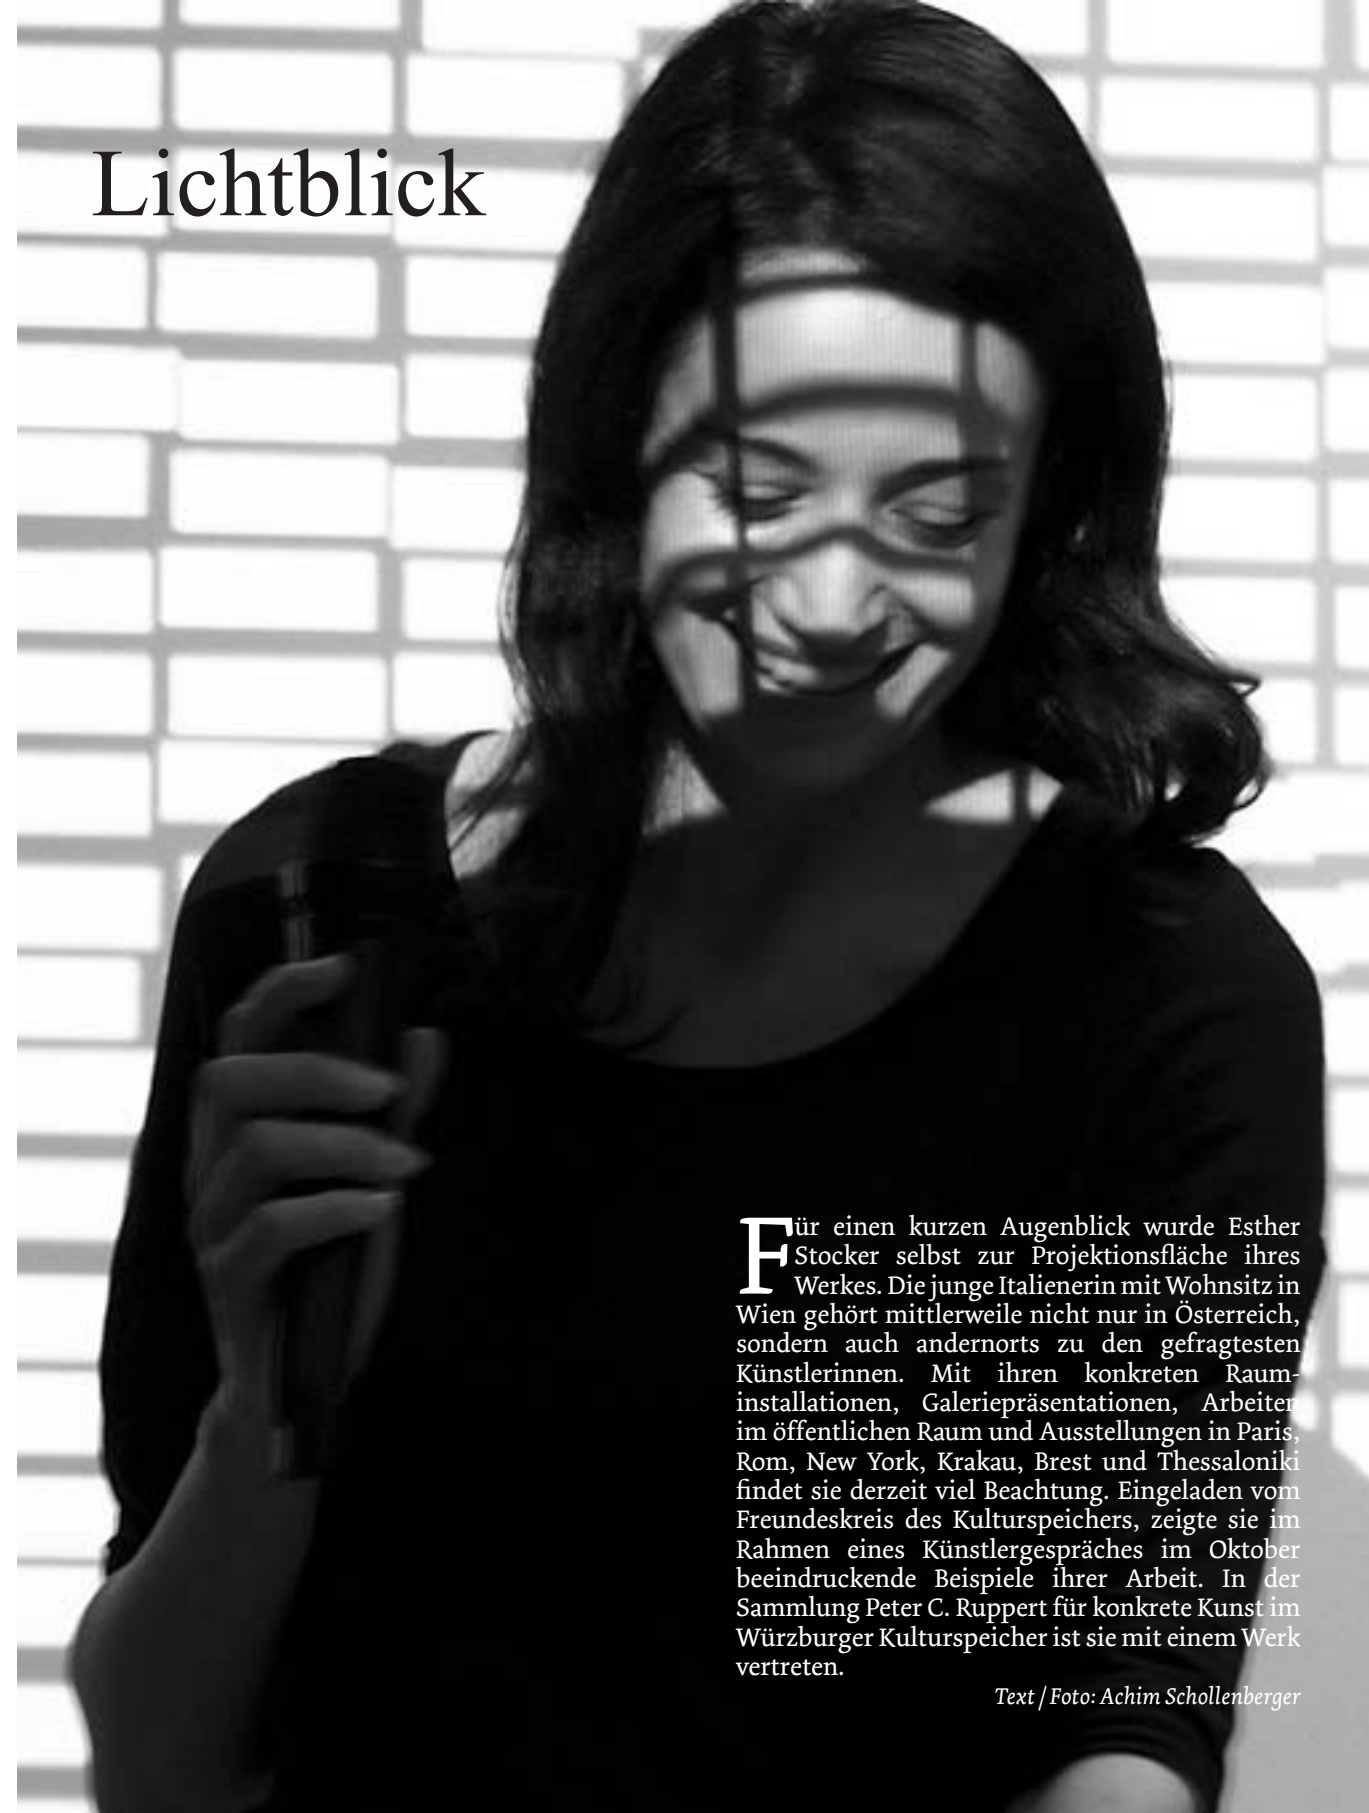 Lichtblick
Für einen kurzen Augenblick wurde Esther
Stocker selbst zur Projektionsfläche ihres
Werkes. Die junge Italienerin mit Wohnsitz in
Wien gehört mittlerweile nicht nur in Österreich,
sondern auch andernorts zu den gefragtesten
Künstlerinnen. Mit ihren konkreten Raum-
installationen, Galeriepräsentationen, Arbeiten
im öffentlichen Raum und Ausstellungen in Paris,
Rom, New York, Krakau, Brest und Thessaloniki
findet sie derzeit viel Beachtung. Eingeladen vom
Freundeskreis des Kulturspeichers, zeigte sie im
Rahmen eines Künstlergespräches im Oktober
beeindruckende Beispiele ihrer Arbeit. In der
Sammlung Peter C. Ruppert für konkrete Kunst im
Würzburger Kulturspeicher ist sie mit einem Werk
vertreten.
Text / Foto: Achim Schollenberger